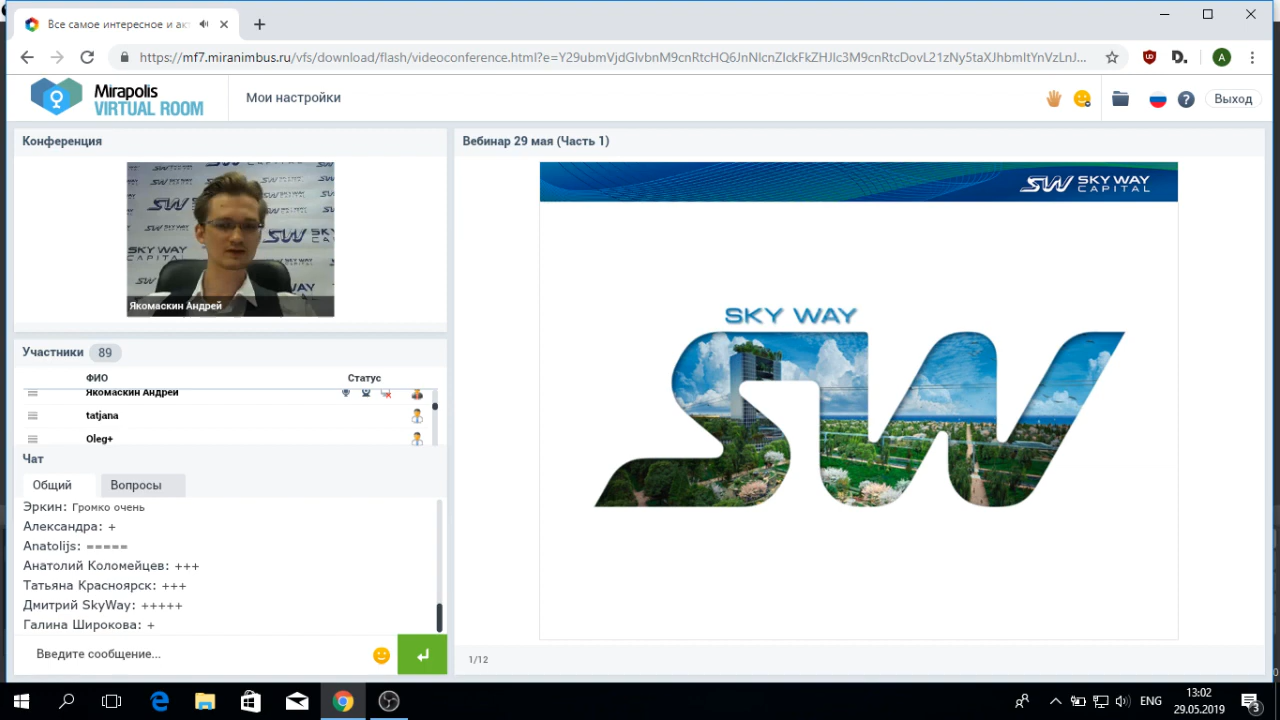 Все самое интересное и ак
https://mf7.miranimbus.ru/vfs/download/flash/videoconference.html?e=
A
Mirapolis
VIRTUAL ROOM
Мои настройки
Выход
Конференция
Якомаскин Андрей
Участники 89
ФИО Статус
Якомаскин Андрей
tatjana
Oleg+
Чат
Общий Вопросы
Эркин: Громко очень
Александра: +
Anatolijs: =====
Анатолий Коломейцев: +++
Татьяна Красноярск: +++
Дмитрий SkyWay: +++++
Галина Широкова: +
Введите сообщение...
Вебинар 29 мая (Часть 1)
SW SKY WAY
CAPITAL
SKY WAY
SW
1/12
ENG
13:02
29.05.2019
3